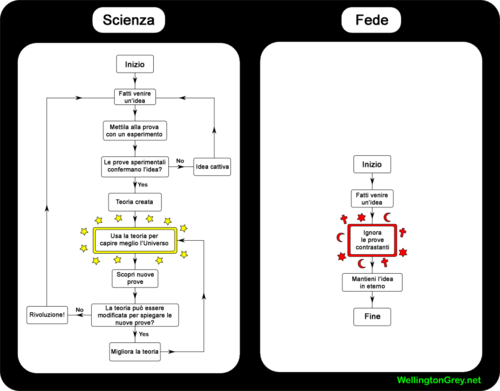 Scienza
Inizio
Fatti venire
un'idea
Mettila alla prova
con un esperimento
Le prove sperimentali
confermano l'idea?
No
Idea cattiva
Yes
Teoria creata
Usa la teoria per
capire meglio l'Universo
Scopri nuove
prove
La teoria può essere
modificata per spiegare le
nuove prove?
No
Rivoluzione!
Yes
Migliora la teoria
Fede
Inizio
Fatti venire
un'idea
Ignora
le prove
contrastanti
Mantieni l'idea
in eterno
Fine
WellingtonGrey.net